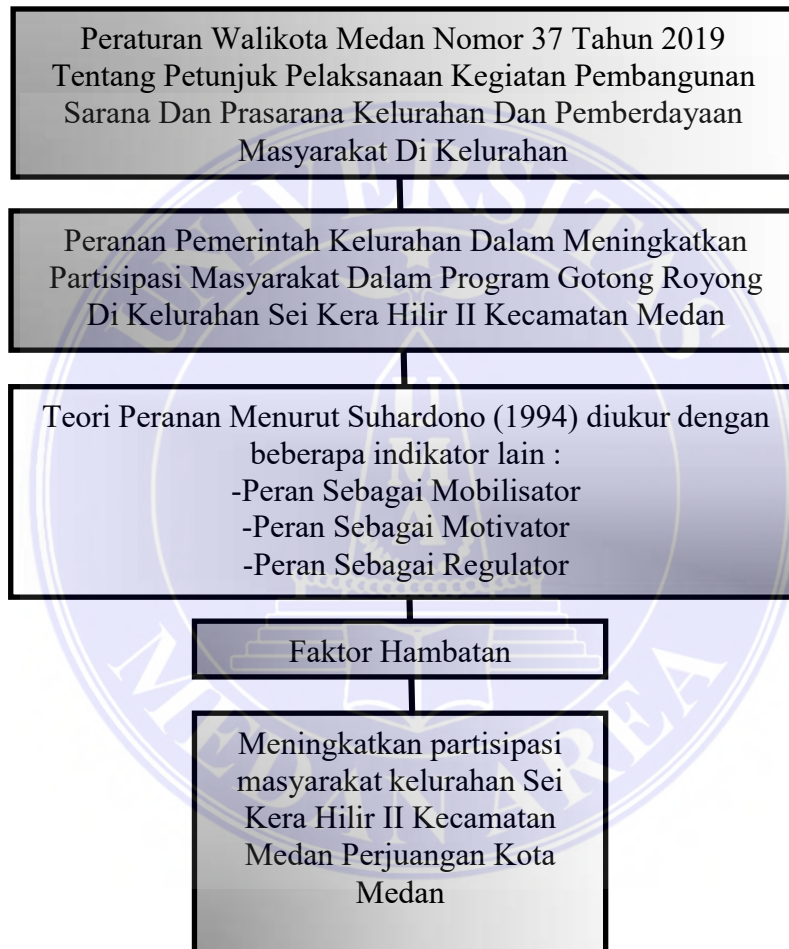 Peraturan Walikota Medan Nomor 37 Tahun 2019
Tentang Petunjuk Pelaksanaan Kegiatan Pembangunan
Sarana Dan Prasarana Kelurahan Dan Pemberdayaan
Masyarakat Di Kelurahan
Peranan Pemerintah Kelurahan Dalam Meningkatkan
Partisipasi Masyarakat Dalam Program Gotong Royong
Di Kelurahan Sei Kera Hilir II Kecamatan Medan
Teori Peranan Menurut Suhardono (1994) diukur dengan
beberapa indikator lain :
-Peran Sebagai Mobilisator
-Peran Sebagai Motivator
-Peran Sebagai Regulator
Faktor Hambatan
Meningkatkan partisipasi
masyarakat kelurahan Sei
Kera Hilir II Kecamatan
Medan Perjuangan Kota
Medan
UNIVERSITAS
MEDAN AREA